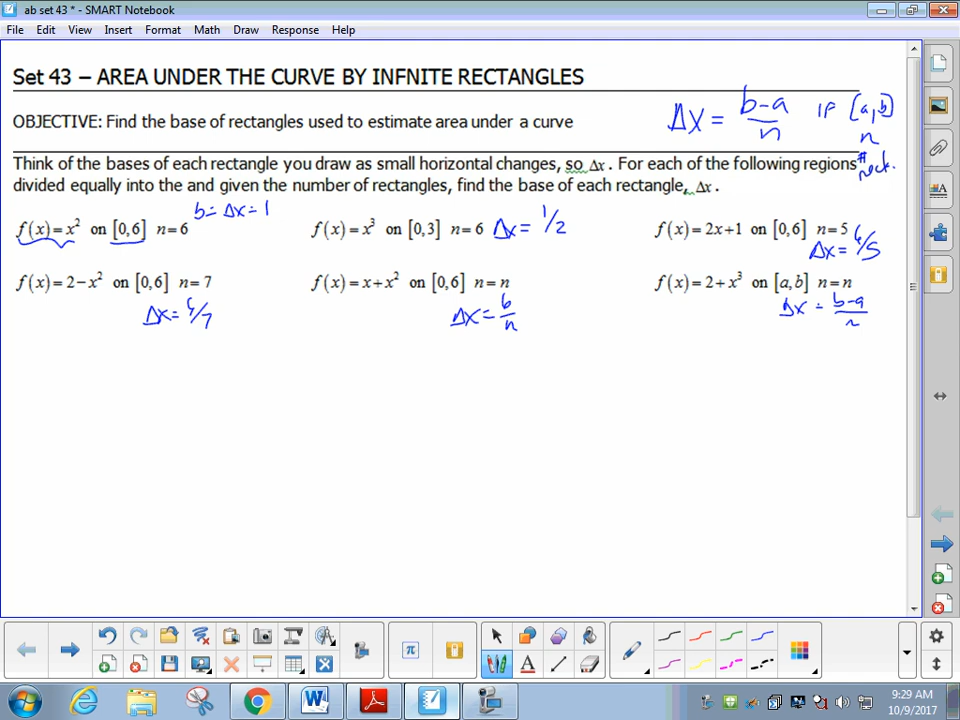 ab set 43 * - SMART Notebook
File Edit View Insert Format Math Draw Response Help
Set 43 – AREA UNDER THE CURVE BY INFNITE RECTANGLES
OBJECTIVE: Find the base of rectangles used to estimate area under a curve
Δx = (b-a)/n IF [a,b]
n
# rect.
Think of the bases of each rectangle you draw as small horizontal changes, so Δx. For each of the following regions
divided equally into the and given the number of rectangles, find the base of each rectangle, Δx.
b = Δx = 1
f(x) = x² on [0,6] n = 6
f(x) = x³ on [0,3] n = 6 Δx = 1/2
f(x) = 2x+1 on [0,6] n = 5
Δx = 6/5
f(x) = 2 − x² on [0,6] n = 7
Δx = 6/7
f(x) = x + x² on [0,6] n = n
Δx = 6/n
f(x) = 2 + x³ on [a,b] n = n
Δx = (b-a)/n
9:29 AM
10/9/2017